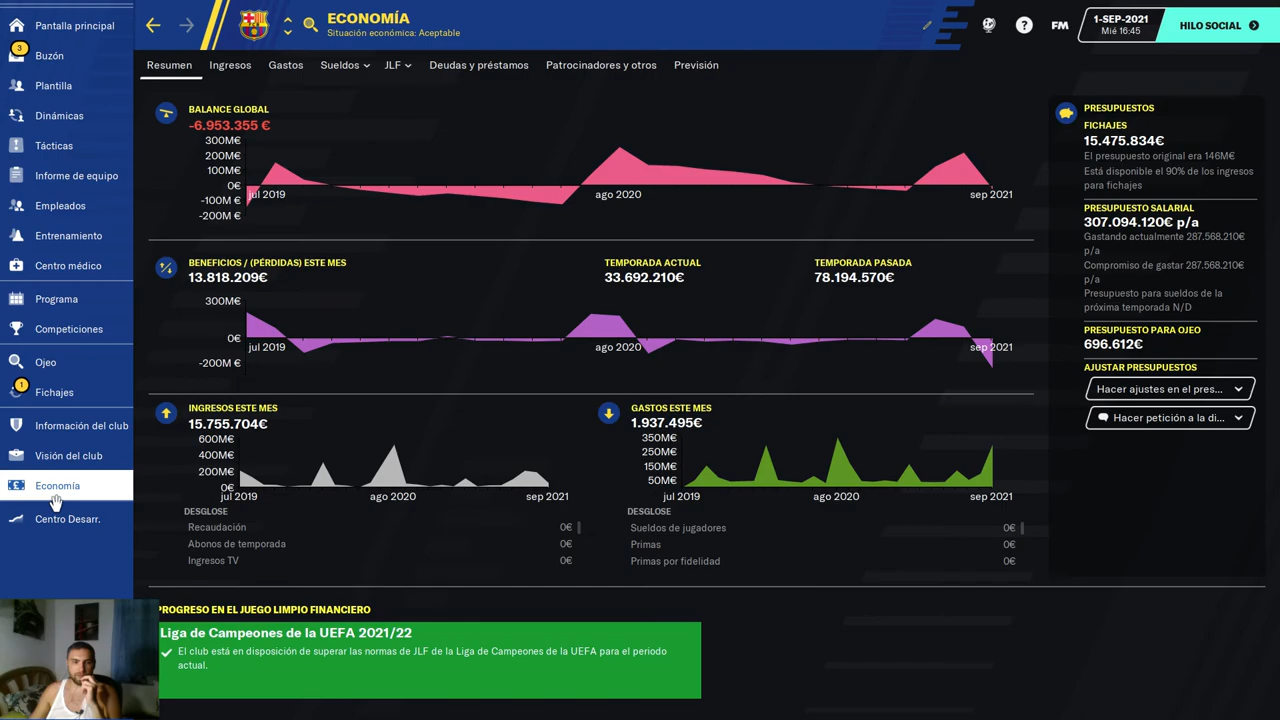 Pantalla principal
3
Buzón
Plantilla
Dinámicas
Tácticas
Informe de equipo
Empleados
Entrenamiento
Centro médico
Programa
Competiciones
Ojeo
1
Fichajes
Información del club
Visión del club
Economía
Centro Desarr.
ECONOMÍA
Situación económica: Aceptable
?
FM
1-SEP-2021
Mié 16:45
HILO SOCIAL
Resumen
Ingresos
Gastos
Sueldos
JLF
Deudas y préstamos
Patrocinadores y otros
Previsión
BALANCE GLOBAL
-6.953.355 €
300M€
200M€
100M€
0€
-100M €
-200M €
jul 2019
ago 2020
sep 2021
BENEFICIOS / (PÉRDIDAS) ESTE MES
13.818.209€
TEMPORADA ACTUAL
33.692.210€
TEMPORADA PASADA
78.194.570€
300M€
0€
-200M €
jul 2019
ago 2020
sep 2021
INGRESOS ESTE MES
15.755.704€
600M€
400M€
200M€
0€
jul 2019
ago 2020
sep 2021
DESGLOSE
Recaudación 0€
Abonos de temporada 0€
Ingresos TV 0€
GASTOS ESTE MES
1.937.495€
350M€
250M€
150M€
50M€
jul 2019
ago 2020
sep 2021
DESGLOSE
Sueldos de jugadores 0€
Primas 0€
Primas por fidelidad 0€
PROGRESO EN EL JUEGO LIMPIO FINANCIERO
Liga de Campeones de la UEFA 2021/22
El club está en disposición de superar las normas de JLF de la Liga de Campeones de la UEFA para el periodo
actual.
PRESUPUESTOS
FICHAJES
15.475.834€
El presupuesto original era 146M€
Está disponible el 90% de los ingresos
para fichajes
PRESUPUESTO SALARIAL
307.094.120€ p/a
Gastando actualmente 287.568.210€
p/a
Compromiso de gastar 287.568.210€
p/a
Presupuesto para sueldos de la
próxima temporada N/D
PRESUPUESTO PARA OJEO
696.612€
AJUSTAR PRESUPUESTOS
Hacer ajustes en el pres...
Hacer petición a la di...